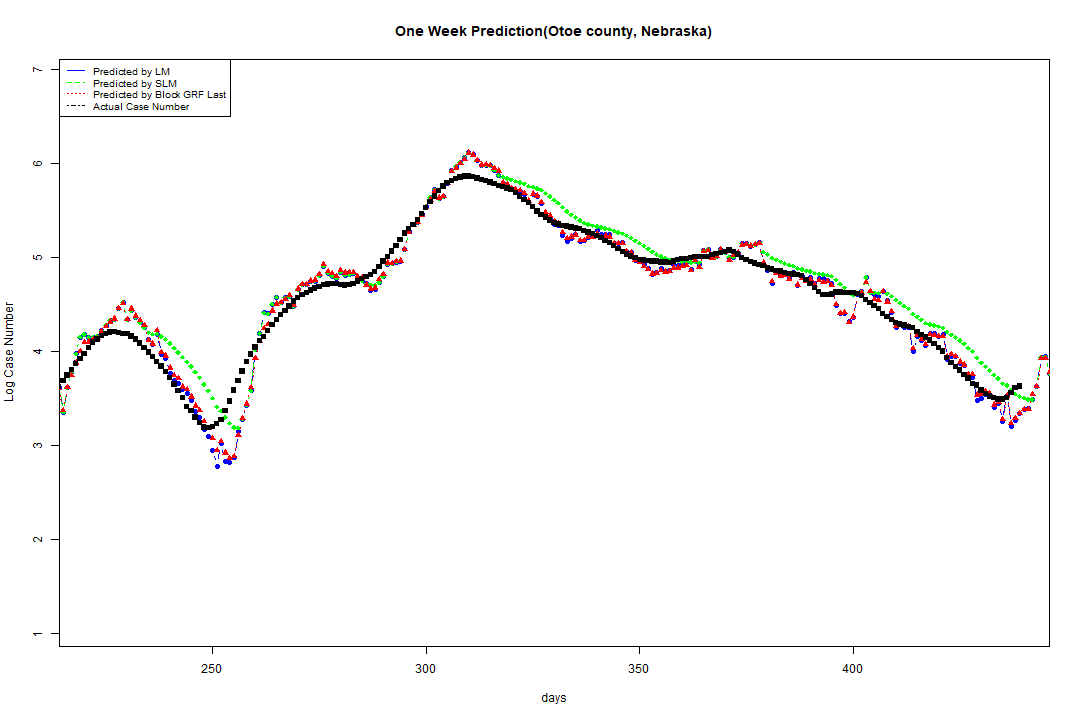 One Week Prediction(Otoe county, Nebraska)
Predicted by LM
Predicted by SLM
Predicted by Block GRF Last
Actual Case Number
7
6
5
4
3
2
1
Log Case Number
250 300 350 400
days